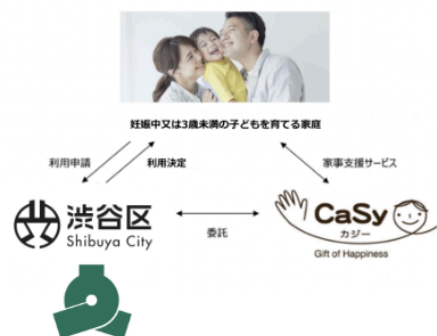 妊娠中又は3歳未満の子どもを育てる家庭
利用申請
利用決定
家事支援サービス
渋谷区
Shibuya City
委託
CaSy
カジー
Gift of Happiness